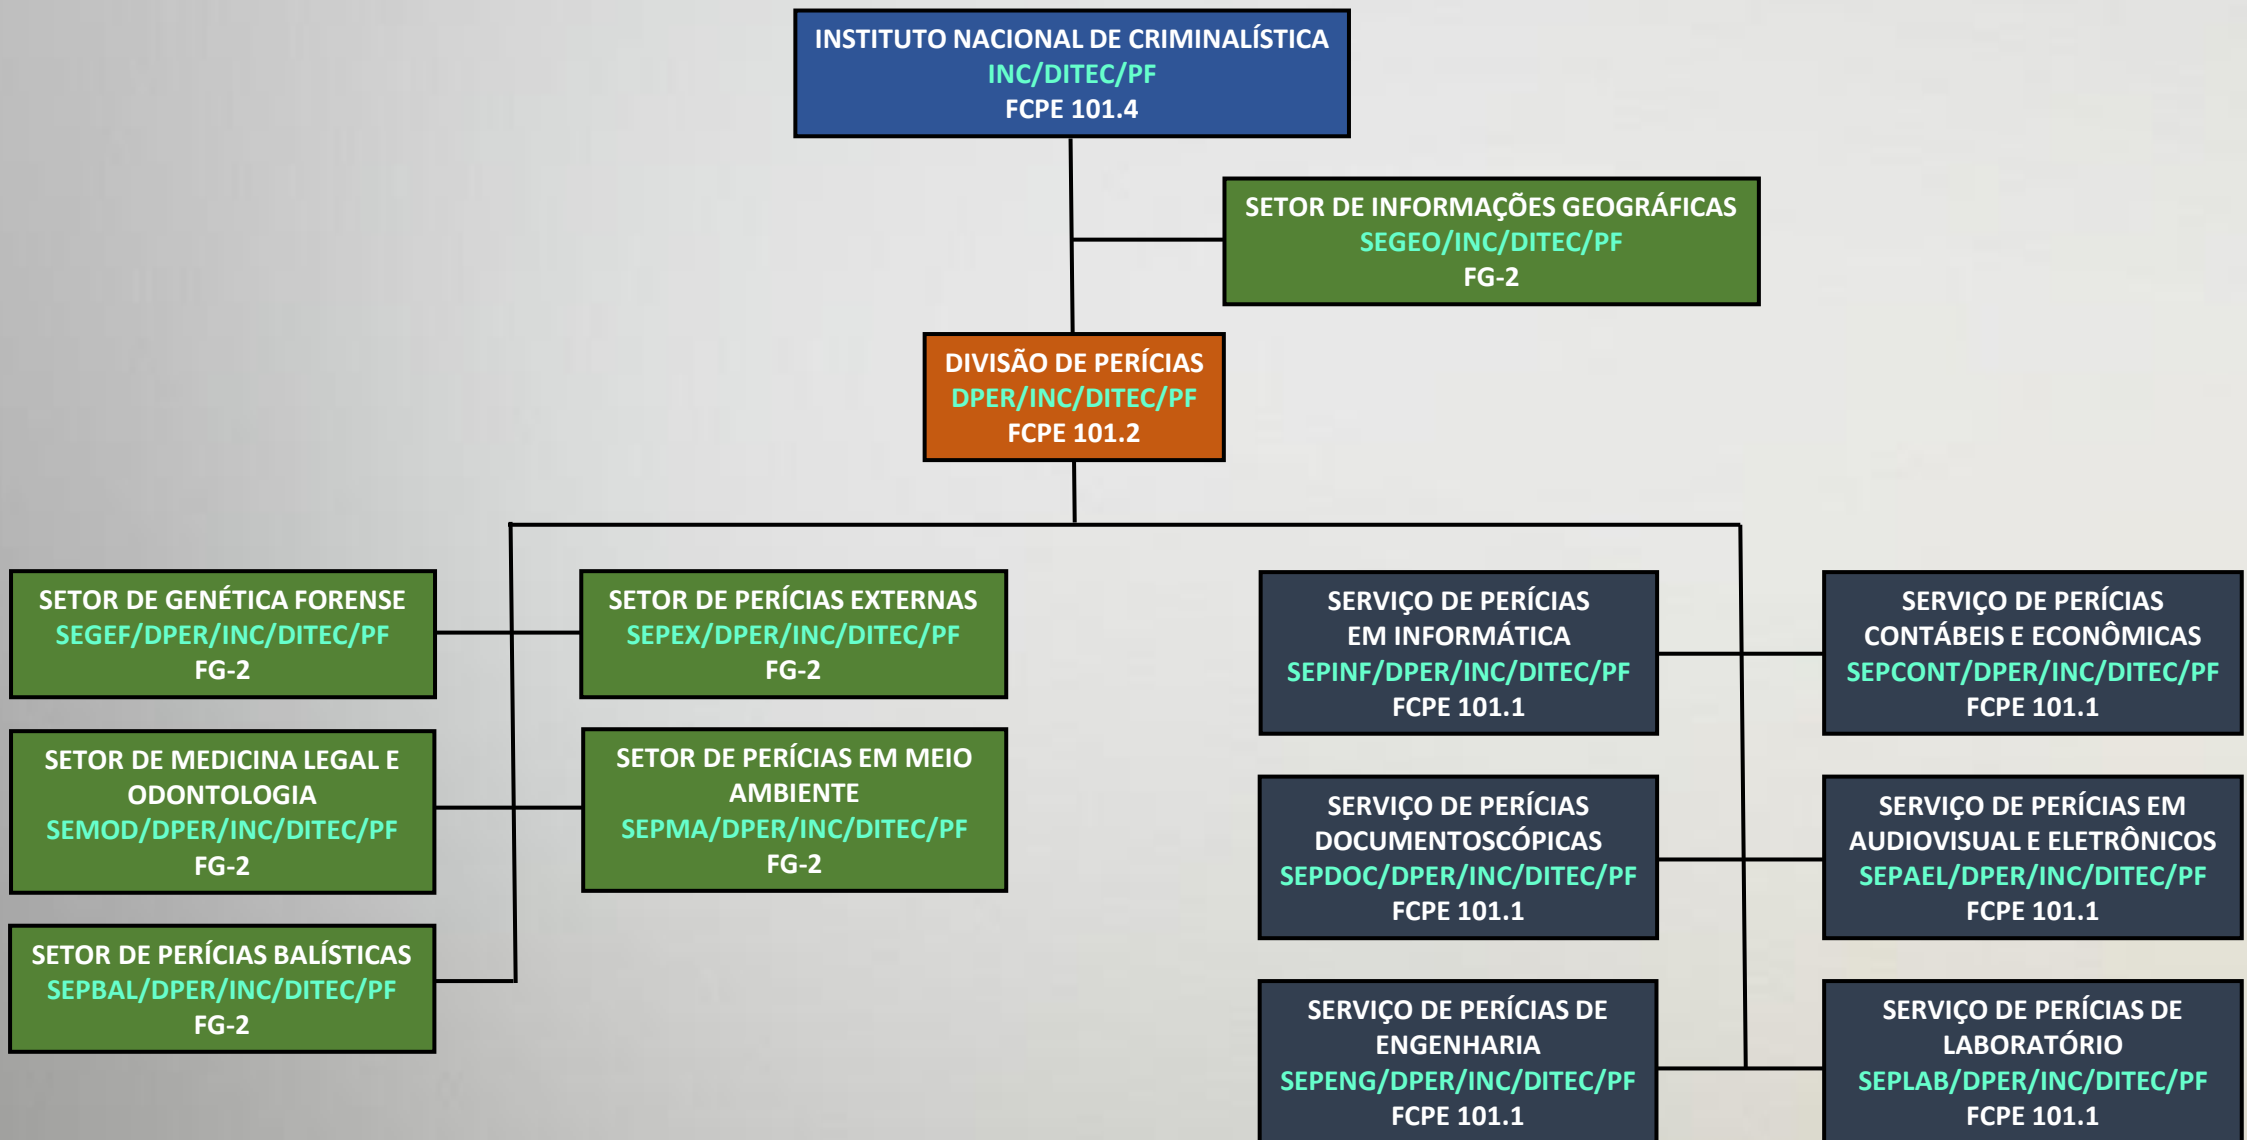 INSTITUTO NACIONAL DE CRIMINALÍSTICA
INC/DITEC/PF
FCPE 101.4
SETOR DE INFORMAÇÕES GEOGRÁFICAS
SEGEO/INC/DITEC/PF
FG-2
DIVISÃO DE PERÍCIAS
DPER/INC/DITEC/PF
FCPE 101.2
SETOR DE GENÉTICA FORENSE
SEGEF/DPER/INC/DITEC/PF
FG-2
SETOR DE PERÍCIAS EXTERNAS
SEPEX/DPER/INC/DITEC/PF
FG-2
SETOR DE MEDICINA LEGAL E
ODONTOLOGIA
SEMOD/DPER/INC/DITEC/PF
FG-2
SETOR DE PERÍCIAS EM MEIO
AMBIENTE
SEPMA/DPER/INC/DITEC/PF
FG-2
SETOR DE PERÍCIAS BALÍSTICAS
SEPBAL/DPER/INC/DITEC/PF
FG-2
SERVIÇO DE PERÍCIAS
EM INFORMÁTICA
SEPINF/DPER/INC/DITEC/PF
FCPE 101.1
SERVIÇO DE PERÍCIAS
CONTÁBEIS E ECONÔMICAS
SEPCONT/DPER/INC/DITEC/PF
FCPE 101.1
SERVIÇO DE PERÍCIAS
DOCUMENTOSCÓPICAS
SEPDOC/DPER/INC/DITEC/PF
FCPE 101.1
SERVIÇO DE PERÍCIAS EM
AUDIOVISUAL E ELETRÔNICOS
SEPAEL/DPER/INC/DITEC/PF
FCPE 101.1
SERVIÇO DE PERÍCIAS DE
ENGENHARIA
SEPENG/DPER/INC/DITEC/PF
FCPE 101.1
SERVIÇO DE PERÍCIAS DE
LABORATÓRIO
SEPLAB/DPER/INC/DITEC/PF
FCPE 101.1